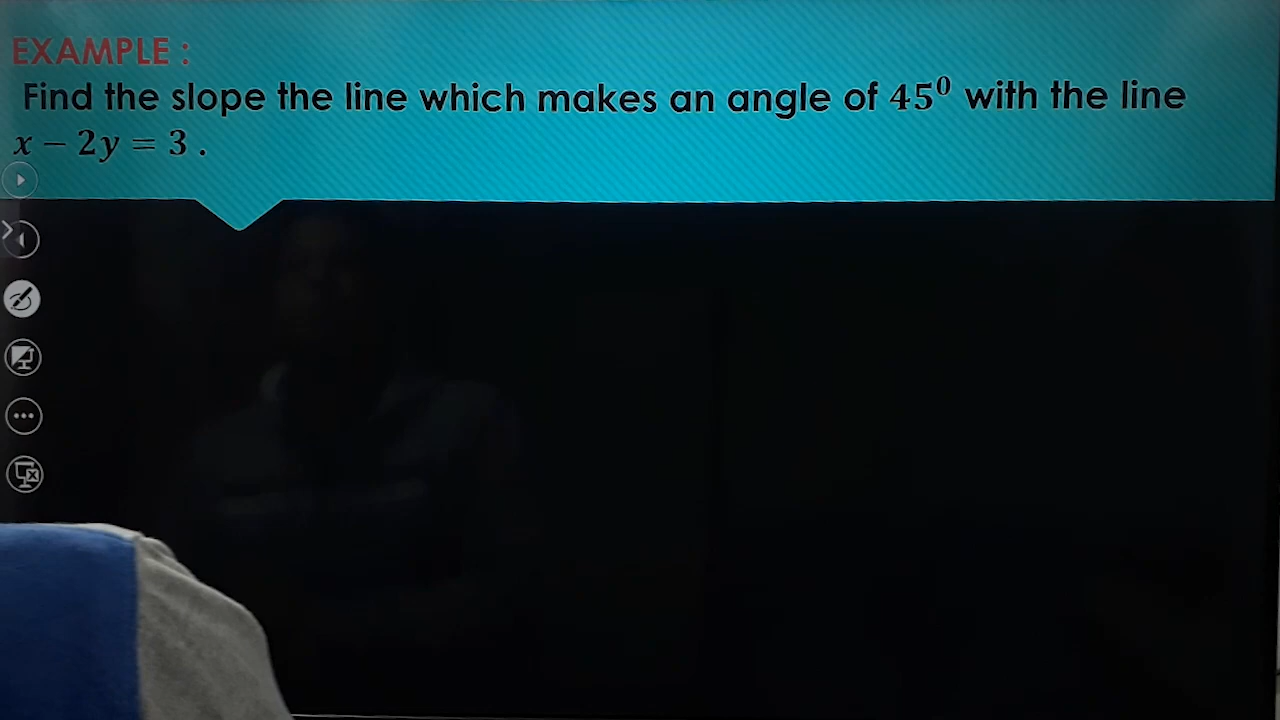 EXAMPLE :
Find the slope the line which makes an angle of 45⁰ with the line
x − 2y = 3 .